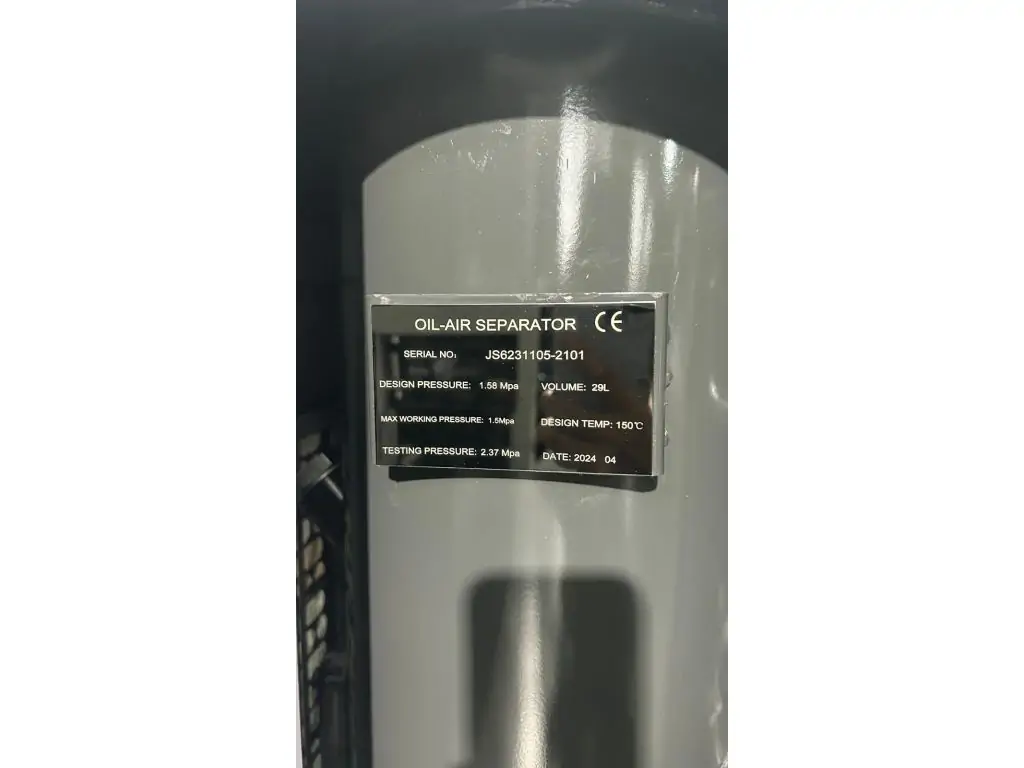 OIL-AIR SEPARATOR CE
SERIAL NO: JS6231105-2101
DESIGN PRESSURE: 1.58 Mpa VOLUME: 29L
MAX WORKING PRESSURE: 1.5Mpa DESIGN TEMP: 150℃
TESTING PRESSURE: 2.37 Mpa DATE: 2024 04